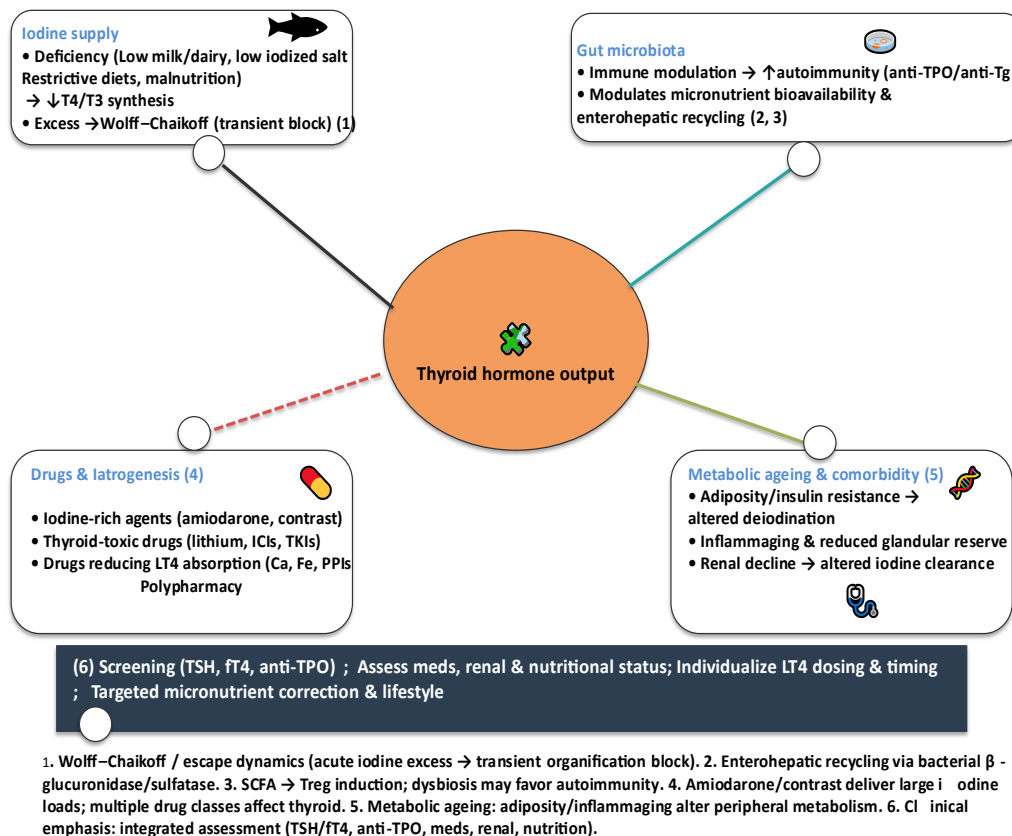 Iodine supply
• Deficiency (Low milk/dairy, low iodized salt
Restrictive diets, malnutrition)
→ ↓T4/T3 synthesis
• Excess →Wolff–Chaikoff (transient block) (1)
Gut microbiota
• Immune modulation → ↑autoimmunity (anti-TPO/anti-Tg
• Modulates micronutrient bioavailability &
enterohepatic recycling (2, 3)
Thyroid hormone output
Drugs & Iatrogenesis (4)
• Iodine-rich agents (amiodarone, contrast)
• Thyroid-toxic drugs (lithium, ICIs, TKIs)
• Drugs reducing LT4 absorption (Ca, Fe, PPIs
Polypharmacy
Metabolic ageing & comorbidity (5)
• Adiposity/insulin resistance →
altered deiodination
• Inflammaging & reduced glandular reserve
• Renal decline → altered iodine clearance
(6) Screening (TSH, fT4, anti-TPO) ; Assess meds, renal & nutritional status; Individualize LT4 dosing & timing
; Targeted micronutrient correction & lifestyle
1. Wolff–Chaikoff / escape dynamics (acute iodine excess → transient organification block). 2. Enterohepatic recycling via bacterial β -
glucuronidase/sulfatase. 3. SCFA → Treg induction; dysbiosis may favor autoimmunity. 4. Amiodarone/contrast deliver large i odine
loads; multiple drug classes affect thyroid. 5. Metabolic ageing: adiposity/inflammaging alter peripheral metabolism. 6. Cl inical
emphasis: integrated assessment (TSH/fT4, anti-TPO, meds, renal, nutrition).